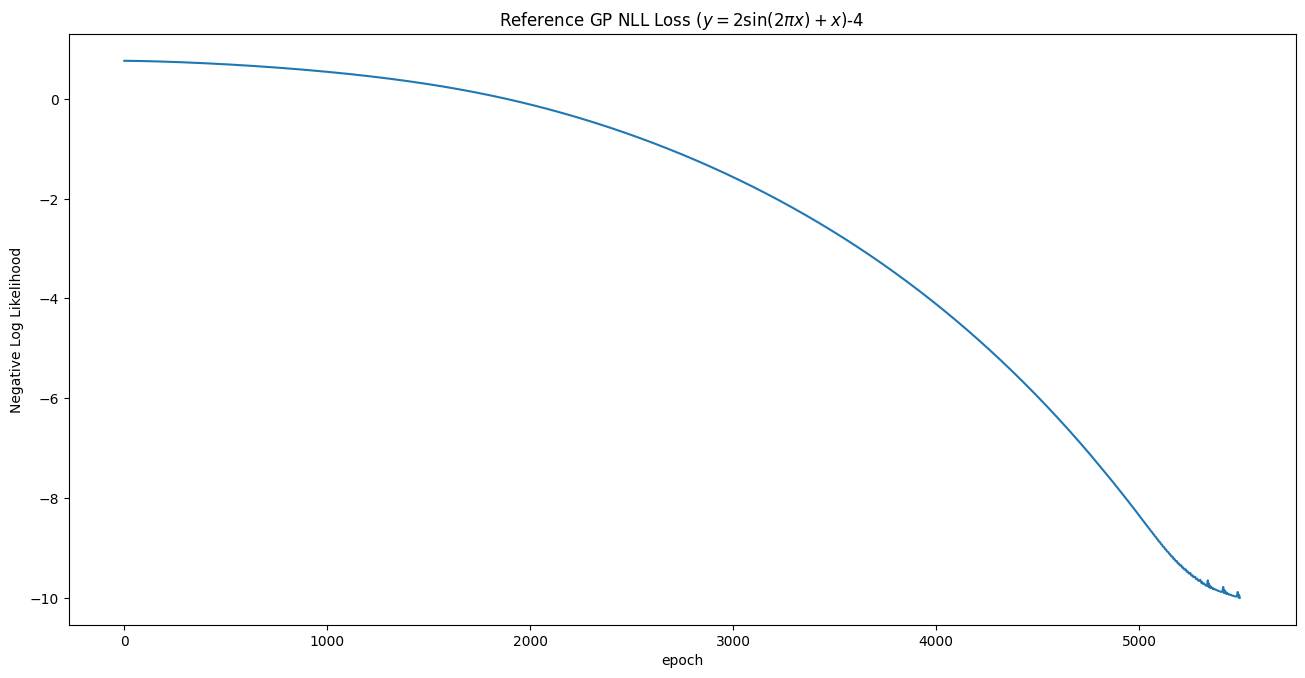 Reference GP NLL Loss (y = 2sin(2πx) + x)-4
Negative Log Likelihood
0
−2
−4
−6
−8
−10
0 1000 2000 3000 4000 5000
epoch